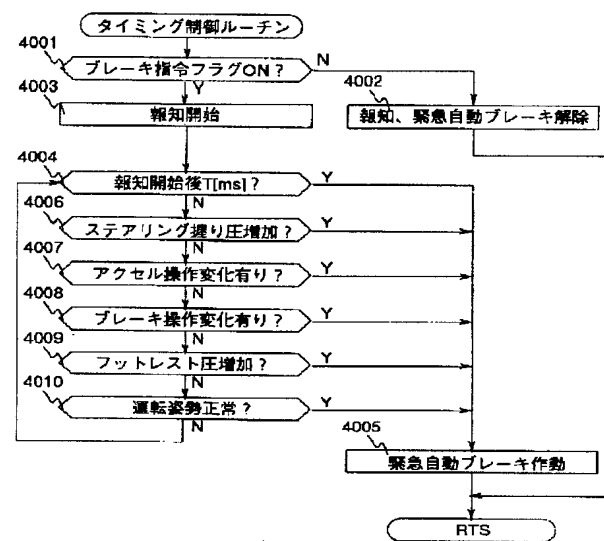 タイミング制御ルーチン
4001
ブレーキ指令フラグON?
N
Y
4002
報知、緊急自動ブレーキ解除
4003
報知開始
4004
報知開始後T[ms]?
Y
N
4006
ステアリング握り圧増加?
Y
N
4007
アクセル操作変化有り?
Y
N
4008
ブレーキ操作変化有り?
Y
N
4009
フットレスト圧増加?
Y
N
4010
運転姿勢正常?
Y
N
4005
緊急自動ブレーキ作動
RTS